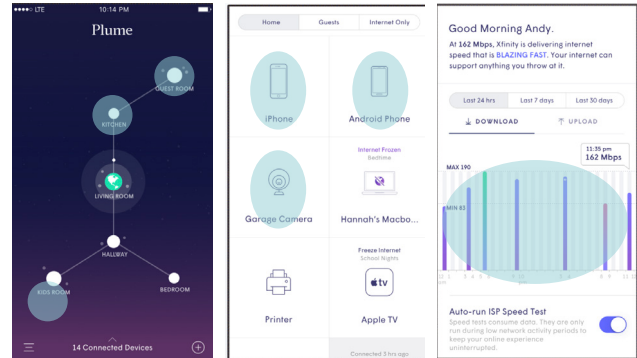 LTE 10:14 PM
Plume
GUEST ROOM
KITCHEN
LIVING ROOM
HALLWAY
KIDS ROOM
BEDROOM
14 Connected Devices
Home Guests Internet Only
iPhone Android Phone
Internet Frozen
Bedtime
Garage Camera Hannah's Macbo...
Freeze Internet
School Nights
tv
Printer Apple TV
Connected 3 hrs ago
Good Morning Andy.
At 162 Mbps, Xfinity is delivering internet
speed that is BLAZING FAST. Your internet can
support anything you throw at it.
Last 24 hrs Last 7 days Last 30 days
DOWNLOAD UPLOAD
11:35 pm
162 Mbps
MAX 190
MIN 83
Auto-run ISP Speed Test
Speed tests consume data. They are only
run during low network activity periods to
keep your online experience
uninterrupted.